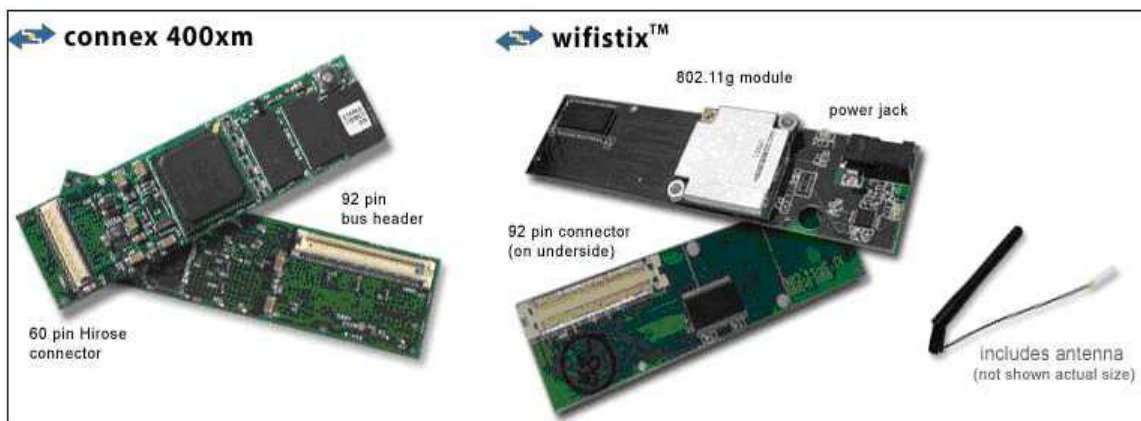 connex 400xm
wifistix™
802.11g module
power jack
92 pin
bus header
92 pin connector
(on underside)
60 pin Hirose
connector
includes antenna
(not shown actual size)